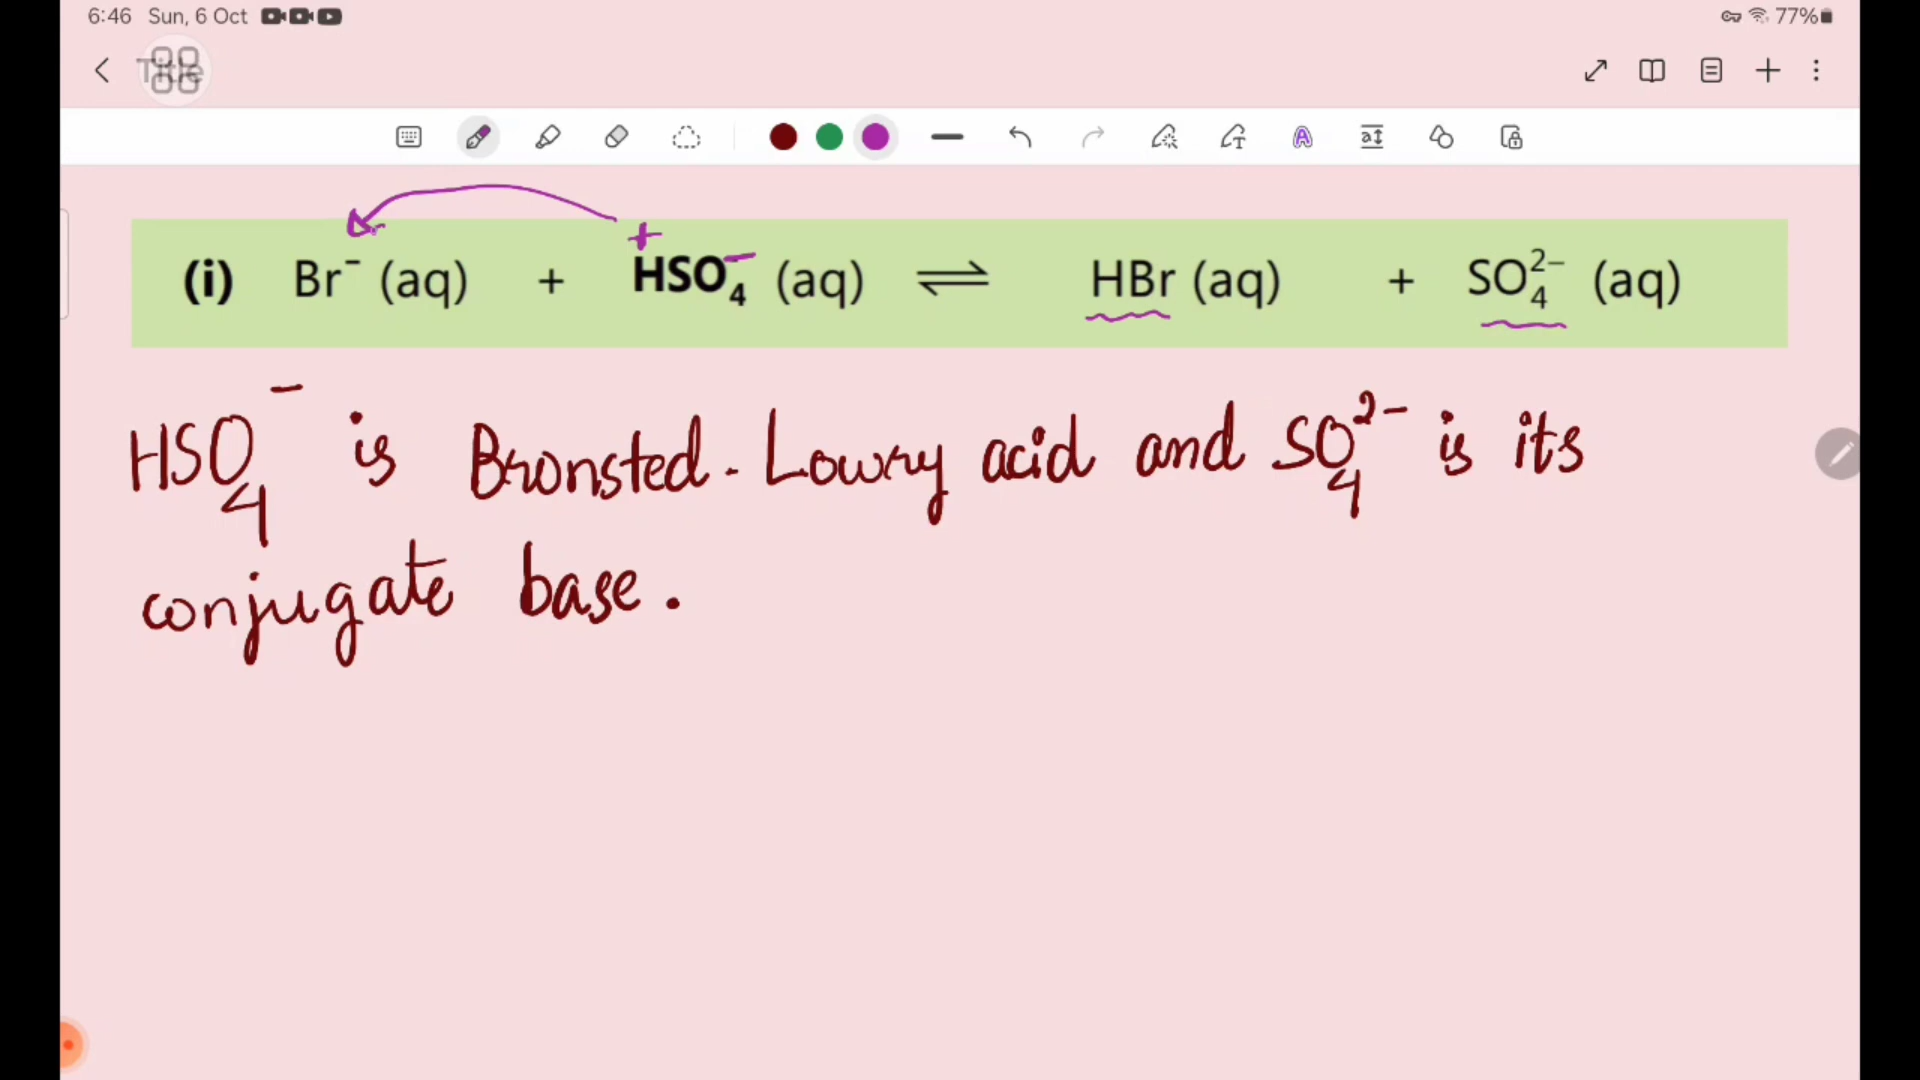 6:46 Sun, 6 Oct 77%
Title
(i) Br⁻ (aq) + HSO₄⁻ (aq) ⇌ HBr (aq) + SO₄²⁻ (aq)
HSO₄⁻ is Bronsted-Lowry acid and SO₄²⁻ is its
conjugate base.